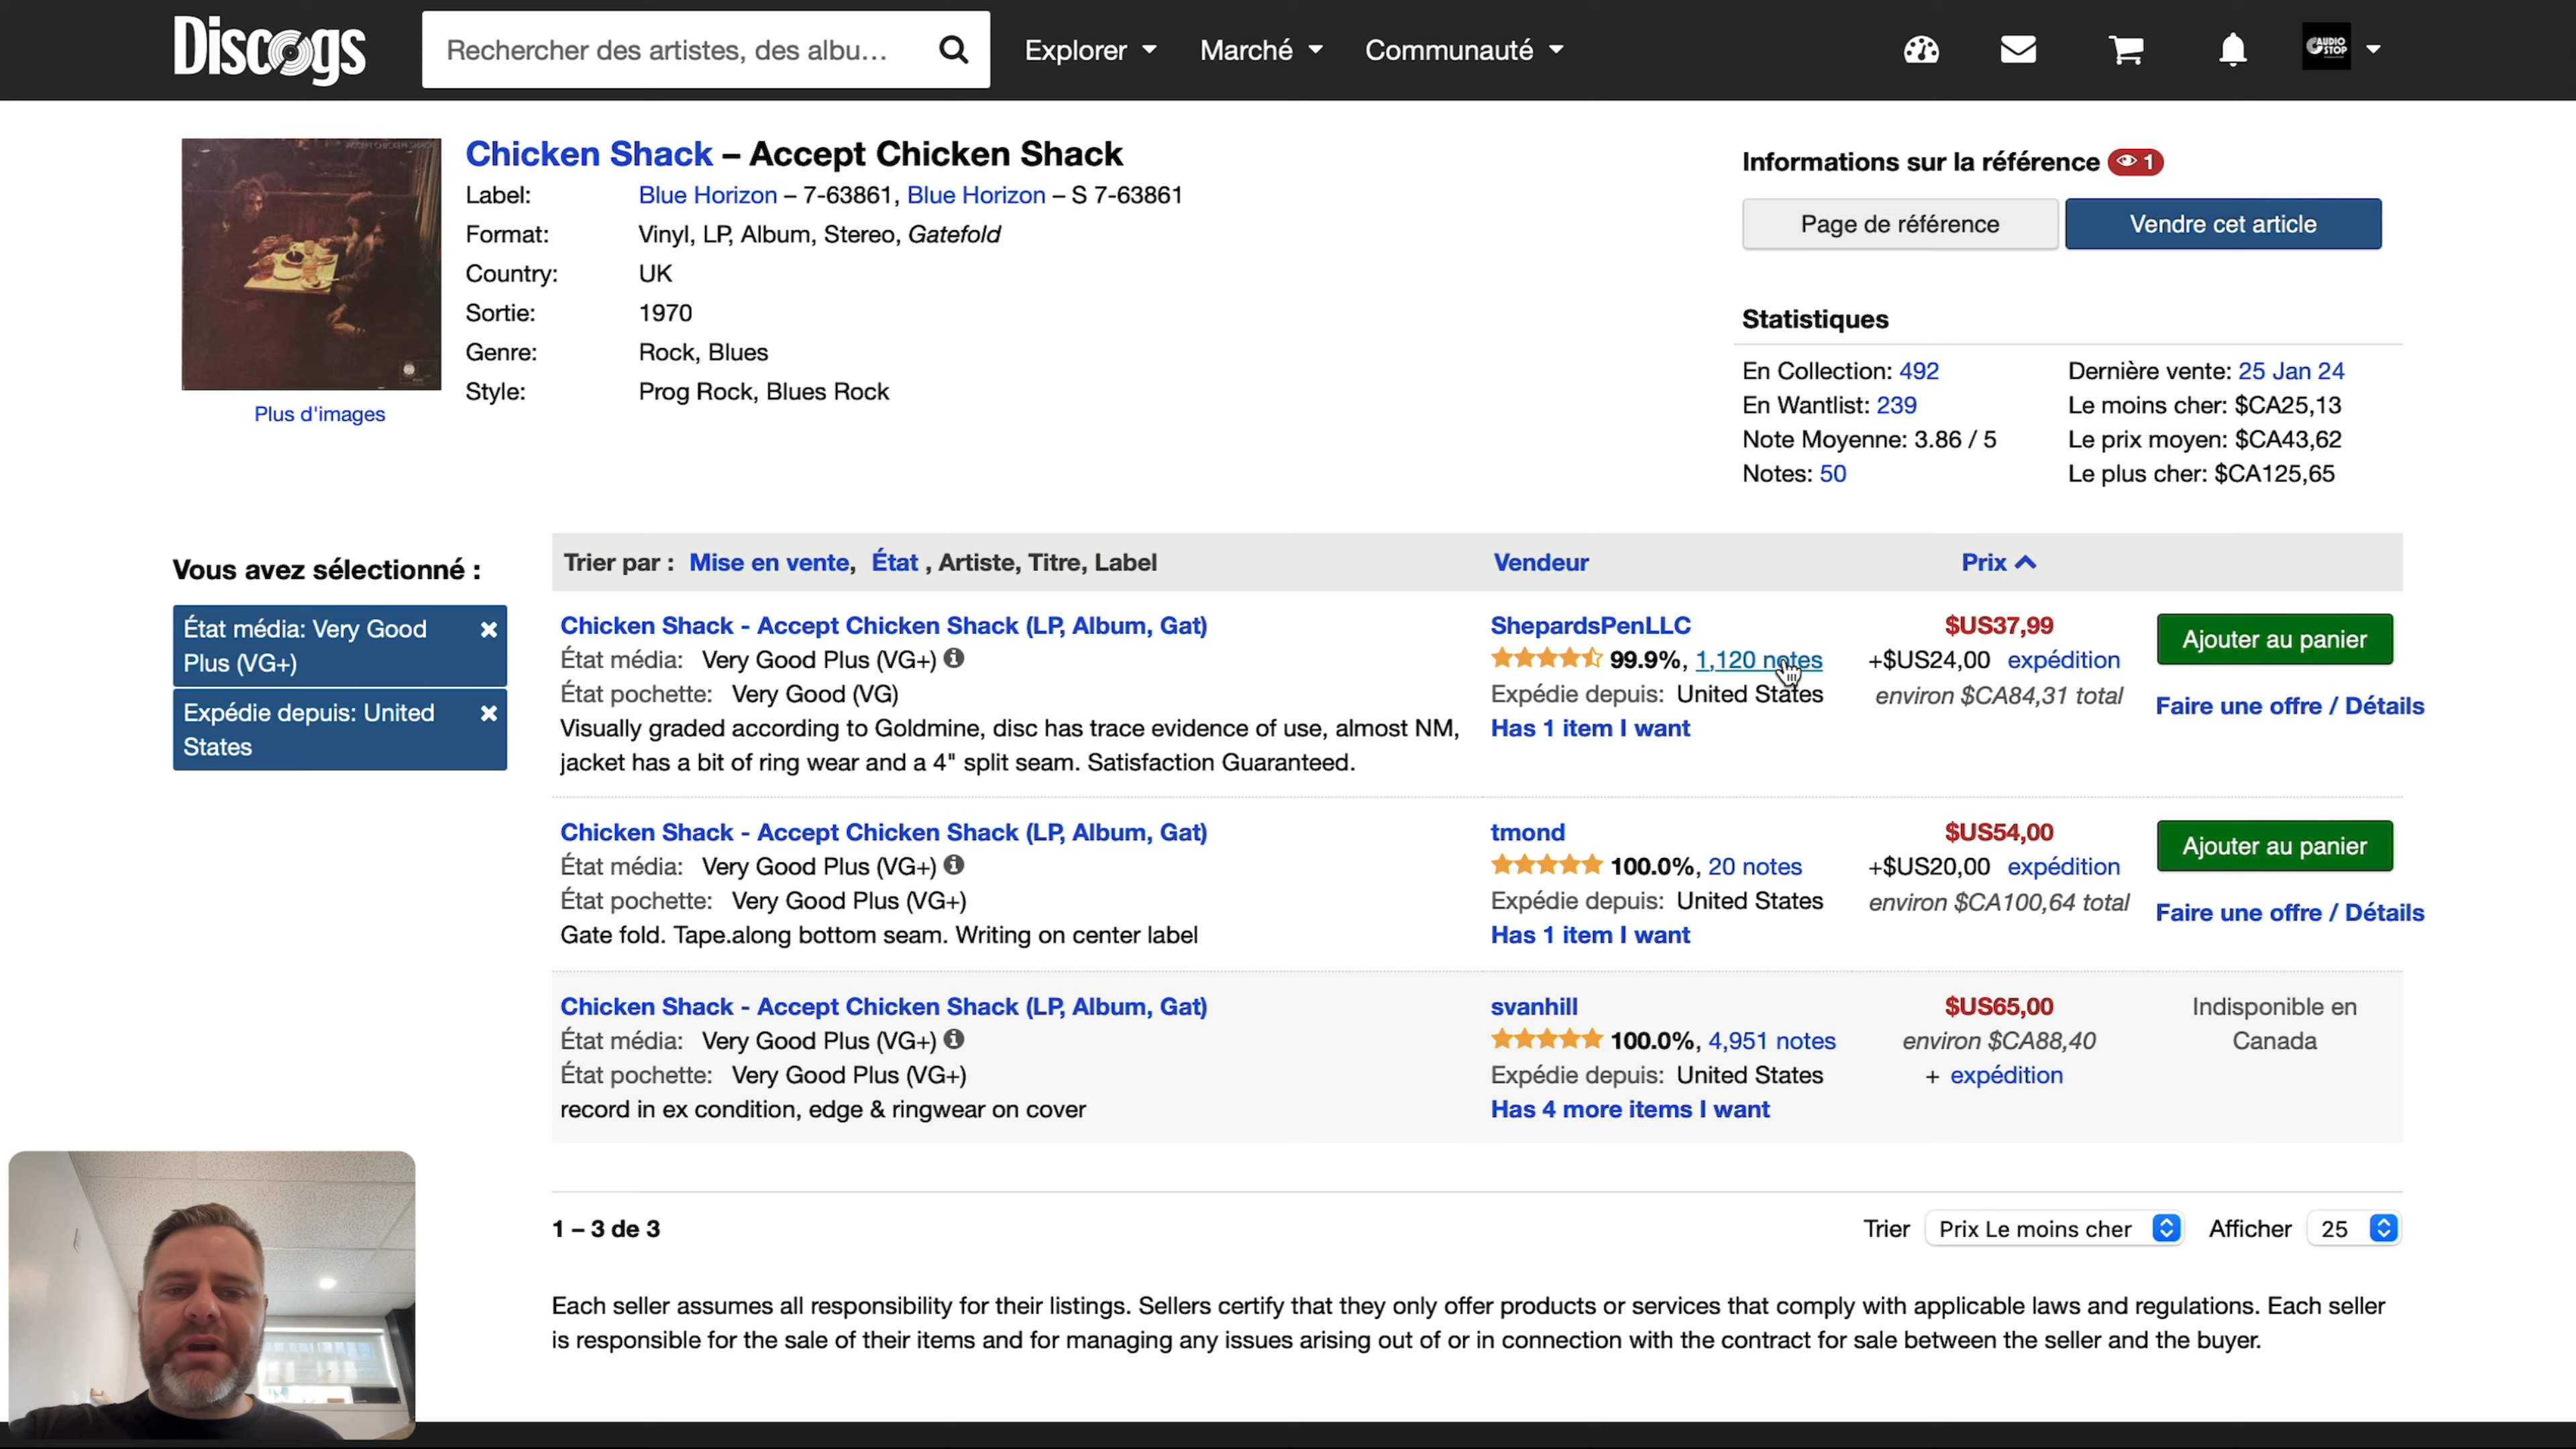 Discogs
Rechercher des artistes, des albu...
Explorer
Marché
Communauté
AUDIO
STOP
ACCEPT CHICKEN SHACK
Plus d'images
Chicken Shack – Accept Chicken Shack
Label: Blue Horizon – 7-63861, Blue Horizon – S 7-63861
Format: Vinyl, LP, Album, Stereo, Gatefold
Country: UK
Sortie: 1970
Genre: Rock, Blues
Style: Prog Rock, Blues Rock
Informations sur la référence 1
Page de référence
Vendre cet article
Statistiques
En Collection: 492
En Wantlist: 239
Note Moyenne: 3.86 / 5
Notes: 50
Dernière vente: 25 Jan 24
Le moins cher: $CA25,13
Le prix moyen: $CA43,62
Le plus cher: $CA125,65
Vous avez sélectionné :
État média: Very Good
Plus (VG+)
Expédie depuis: United
States
Trier par : Mise en vente, État , Artiste, Titre, Label
Vendeur
Prix
Chicken Shack - Accept Chicken Shack (LP, Album, Gat)
État média: Very Good Plus (VG+)
État pochette: Very Good (VG)
Visually graded according to Goldmine, disc has trace evidence of use, almost NM,
jacket has a bit of ring wear and a 4" split seam. Satisfaction Guaranteed.
ShepardsPenLLC
99.9%, 1,120 notes
Expédie depuis: United States
Has 1 item I want
$US37,99
+$US24,00 expédition
environ $CA84,31 total
Ajouter au panier
Faire une offre / Détails
Chicken Shack - Accept Chicken Shack (LP, Album, Gat)
État média: Very Good Plus (VG+)
État pochette: Very Good Plus (VG+)
Gate fold. Tape.along bottom seam. Writing on center label
tmond
100.0%, 20 notes
Expédie depuis: United States
Has 1 item I want
$US54,00
+$US20,00 expédition
environ $CA100,64 total
Ajouter au panier
Faire une offre / Détails
Chicken Shack - Accept Chicken Shack (LP, Album, Gat)
État média: Very Good Plus (VG+)
État pochette: Very Good Plus (VG+)
record in ex condition, edge & ringwear on cover
svanhill
100.0%, 4,951 notes
Expédie depuis: United States
Has 4 more items I want
$US65,00
environ $CA88,40
+ expédition
Indisponible en
Canada
1 – 3 de 3
Trier Prix Le moins cher
Afficher 25
Each seller assumes all responsibility for their listings. Sellers certify that they only offer products or services that comply with applicable laws and regulations. Each seller
is responsible for the sale of their items and for managing any issues arising out of or in connection with the contract for sale between the seller and the buyer.